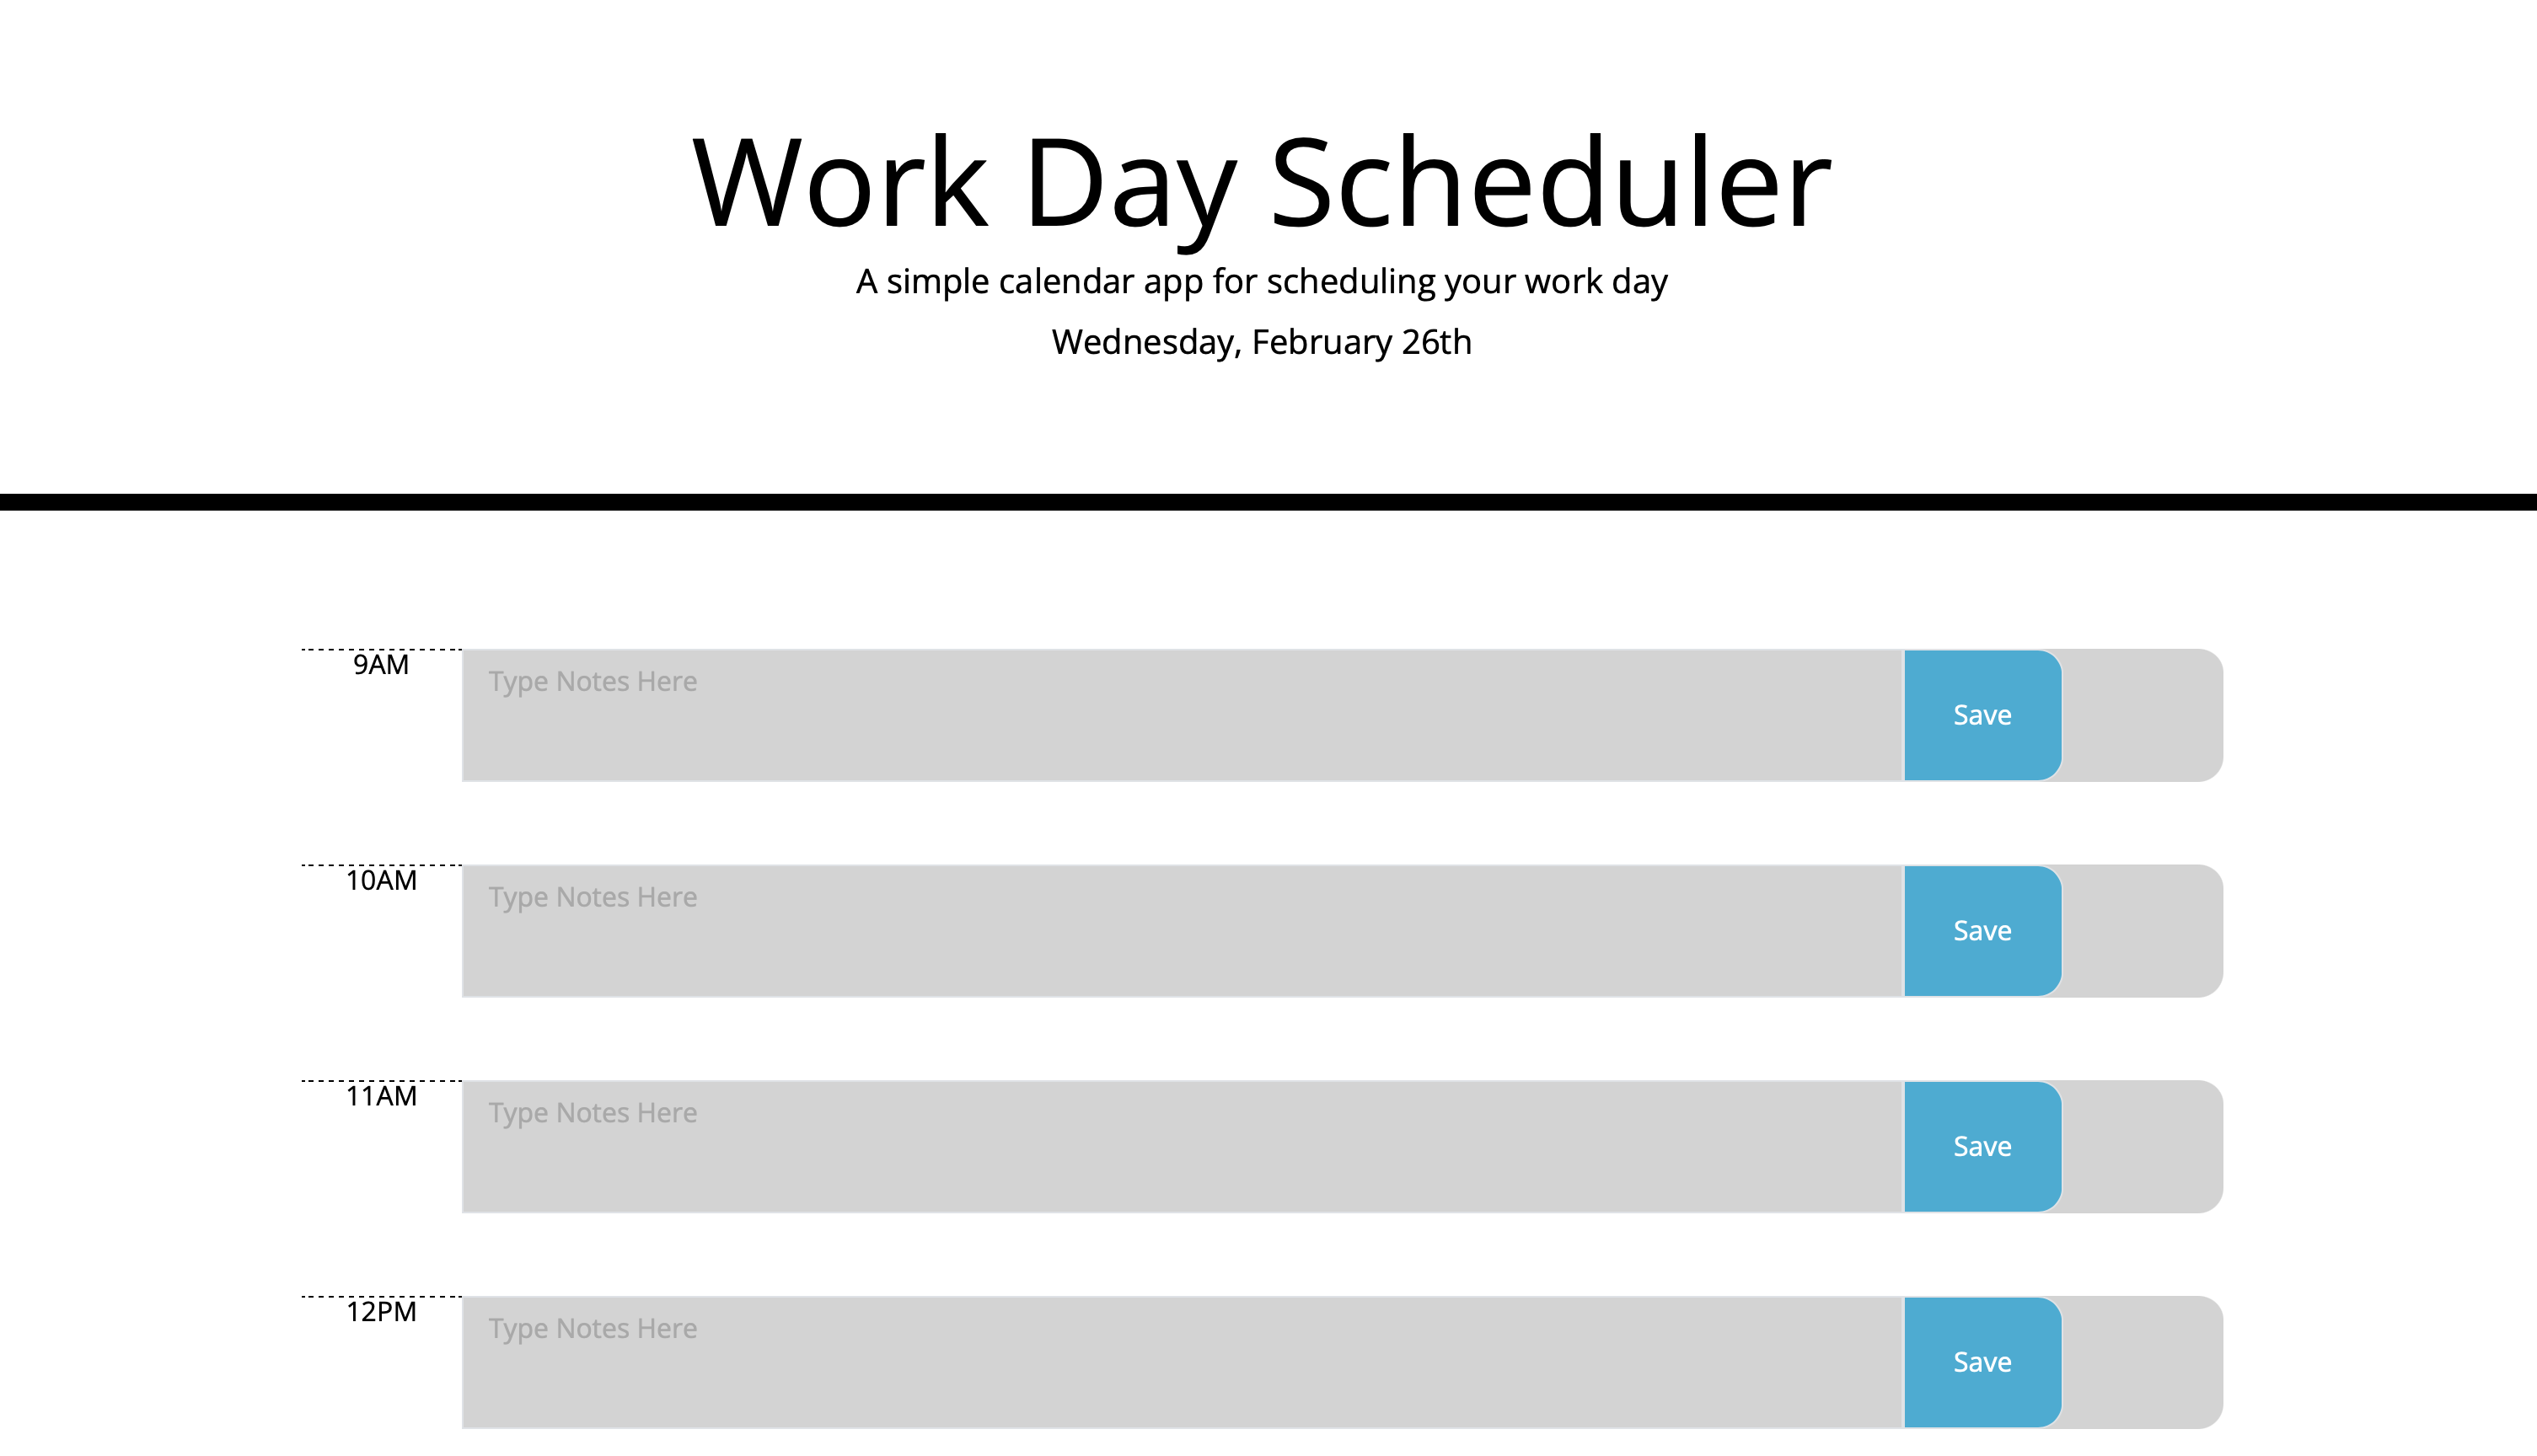 Work Day Scheduler
A simple calendar app for scheduling your work day
Wednesday, February 26th
9AM
Type Notes Here
Save
10AM
Type Notes Here
Save
11AM
Type Notes Here
Save
12PM
Type Notes Here
Save